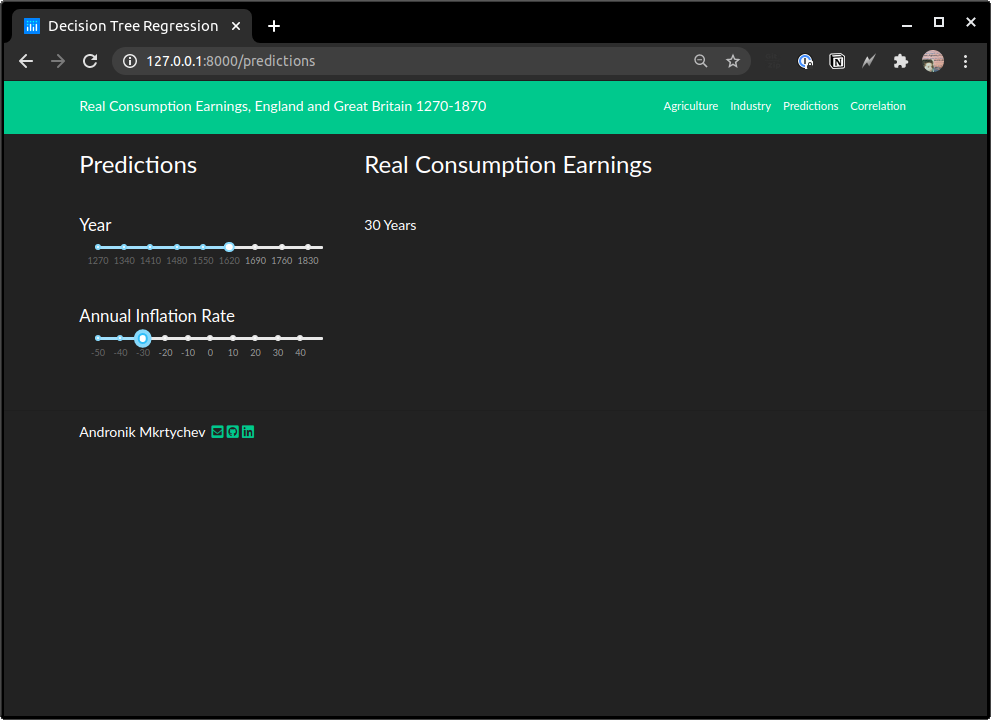 Decision Tree Regression
127.0.0.1:8000/predictions
Real Consumption Earnings, England and Great Britain 1270-1870
Agriculture Industry Predictions Correlation
Predictions
Real Consumption Earnings
Year
30 Years
1270 1340 1410 1480 1550 1620 1690 1760 1830
Annual Inflation Rate
-50 -40 -30 -20 -10 0 10 20 30 40
Andronik Mkrtychev